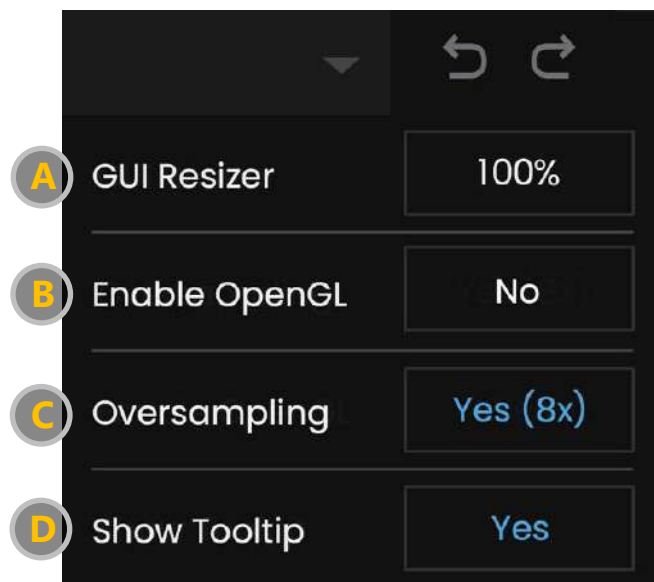 A GUI Resizer 100%
B Enable OpenGL No
C Oversampling Yes (8x)
D Show Tooltip Yes